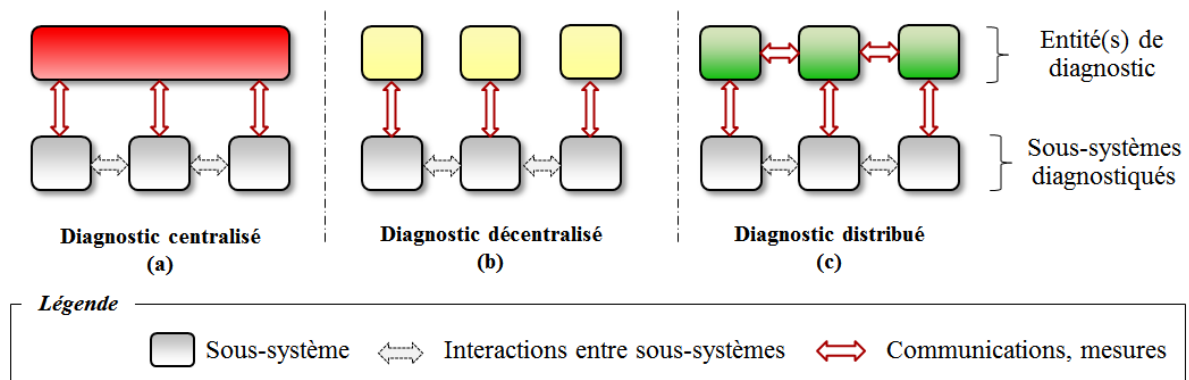 Entité(s) de
diagnostic
Sous-systèmes
diagnostiqués
Diagnostic centralisé
(a)
Diagnostic décentralisé
(b)
Diagnostic distribué
(c)
Légende
Sous-système
Interactions entre sous-systèmes
Communications, mesures